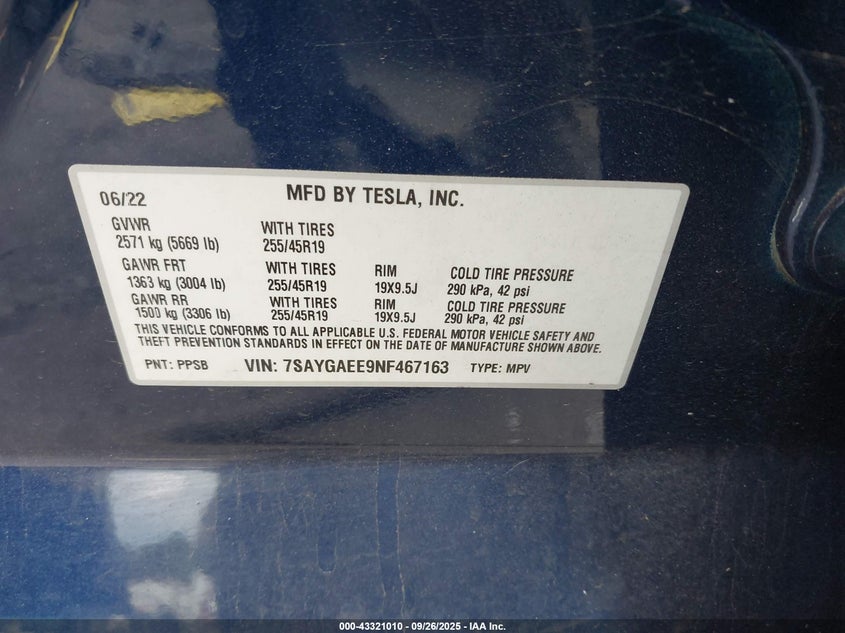 06/22 MFD BY TESLA, INC.
GVWR WITH TIRES
2571 kg (5669 lb) 255/45R19
GAWR FRT WITH TIRES RIM COLD TIRE PRESSURE
1363 kg (3004 lb) 255/45R19 19X9.5J 290 kPa, 42 psi
GAWR RR WITH TIRES RIM COLD TIRE PRESSURE
1500 kg (3306 lb) 255/45R19 19X9.5J 290 kPa, 42 psi
THIS VEHICLE CONFORMS TO ALL APPLICABLE U.S. FEDERAL MOTOR VEHICLE SAFETY AND
THEFT PREVENTION STANDARDS IN EFFECT ON THE DATE OF MANUFACTURE SHOWN ABOVE.
PNT: PPSB VIN: 7SAYGAEE9NF467163 TYPE: MPV
000-43321010 - 09/26/2025 - IAA Inc.